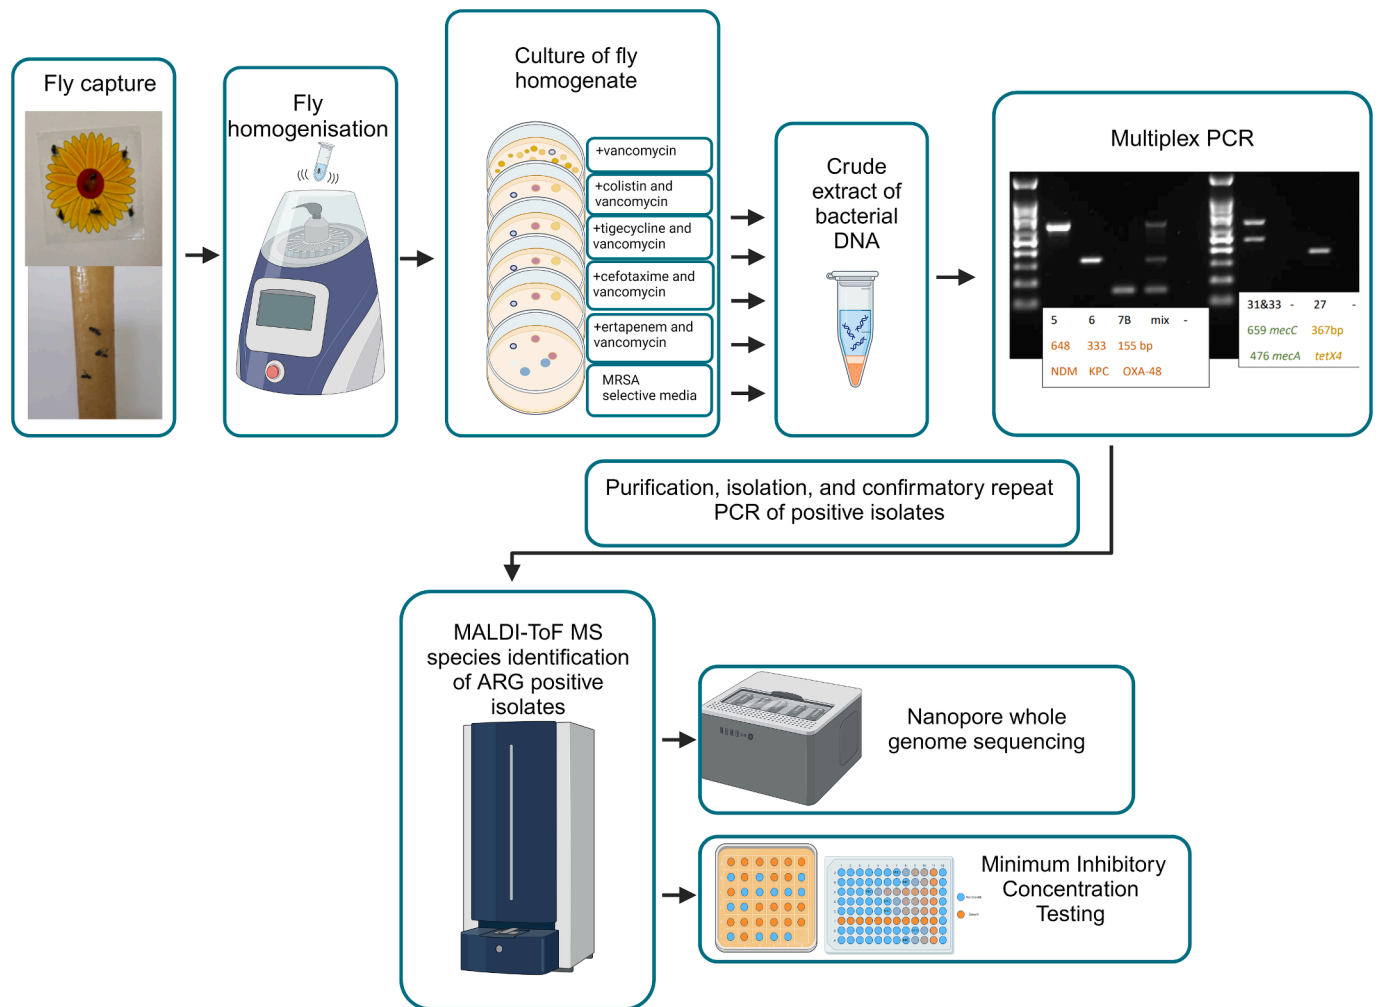 Fly capture
Fly
homogenisation
Culture of fly
homogenate
+vancomycin
+colistin and
vancomycin
+tigecycline and
vancomycin
+cefotaxime and
vancomycin
+ertapenem and
vancomycin
MRSA
selective media
Crude
extract of
bacterial
DNA
Multiplex PCR
5 6 7B mix -
648 333 155 bp
NDM KPC OXA-48
31&33 - 27 -
659 mecC 367bp
476 mecA tetX4
Purification, isolation, and confirmatory repeat
PCR of positive isolates
MALDI-ToF MS
species identification
of ARG positive
isolates
Nanopore whole
genome sequencing
Minimum Inhibitory
Concentration
Testing